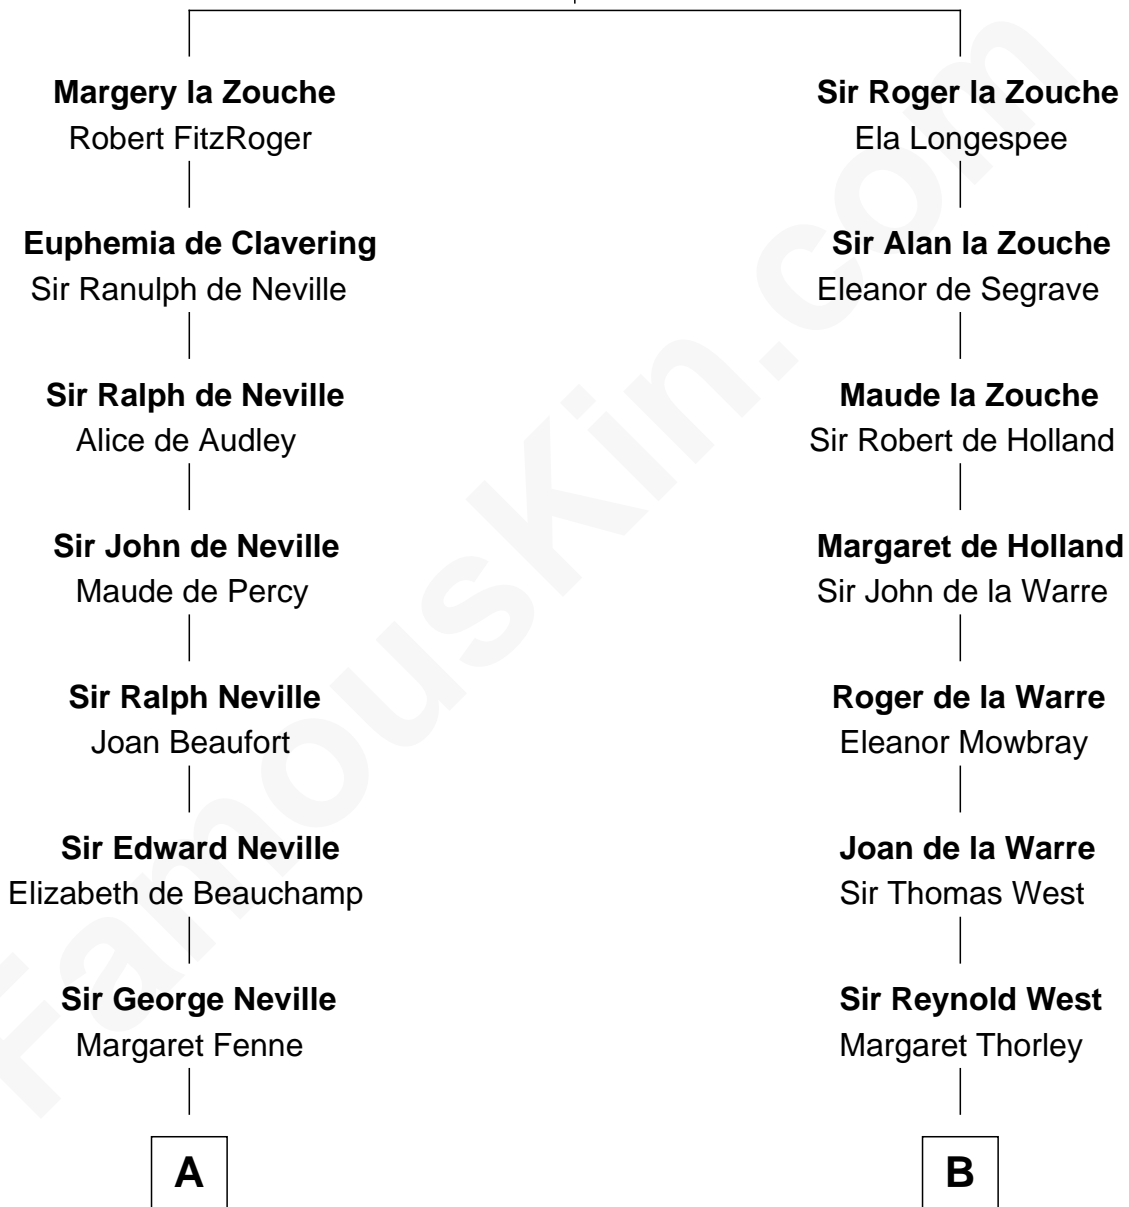 Margery la Zouche
Robert FitzRoger
Euphemia de Clavering
Sir Ranulph de Neville
Sir Ralph de Neville
Alice de Audley
Sir John de Neville
Maude de Percy
Sir Ralph Neville
Joan Beaufort
Sir Edward Neville
Elizabeth de Beauchamp
Sir George Neville
Margaret Fenne
A
Sir Roger la Zouche
Ela Longespee
Sir Alan la Zouche
Eleanor de Segrave
Maude la Zouche
Sir Robert de Holland
Margaret de Holland
Sir John de la Warre
Roger de la Warre
Eleanor Mowbray
Joan de la Warre
Sir Thomas West
Sir Reynold West
Margaret Thorley
B
FamousKin.com